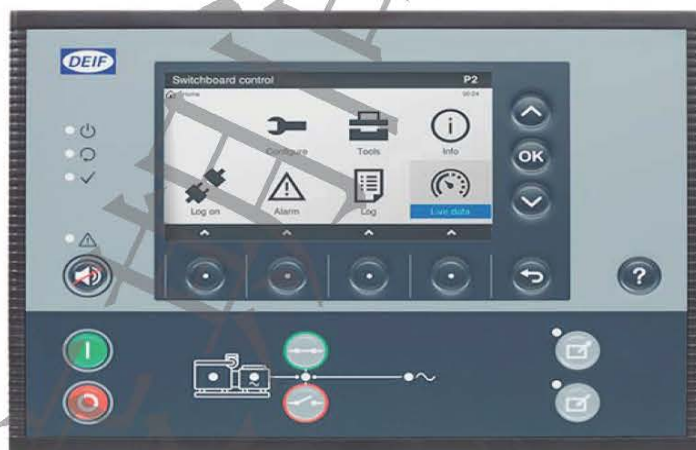 DEIF
Switchboard control P2
Home 00:04
Configure Tools Info
Log on Alarm Log Live data
OK
?